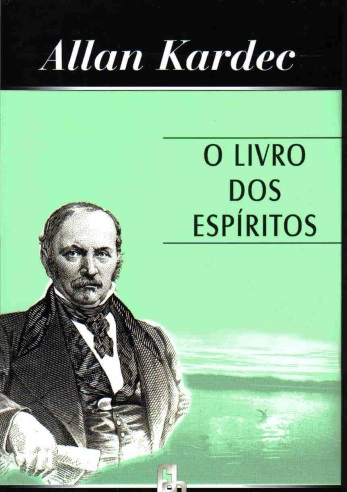 Allan Kardec
O LIVRO
DOS
ESPÍRITOS